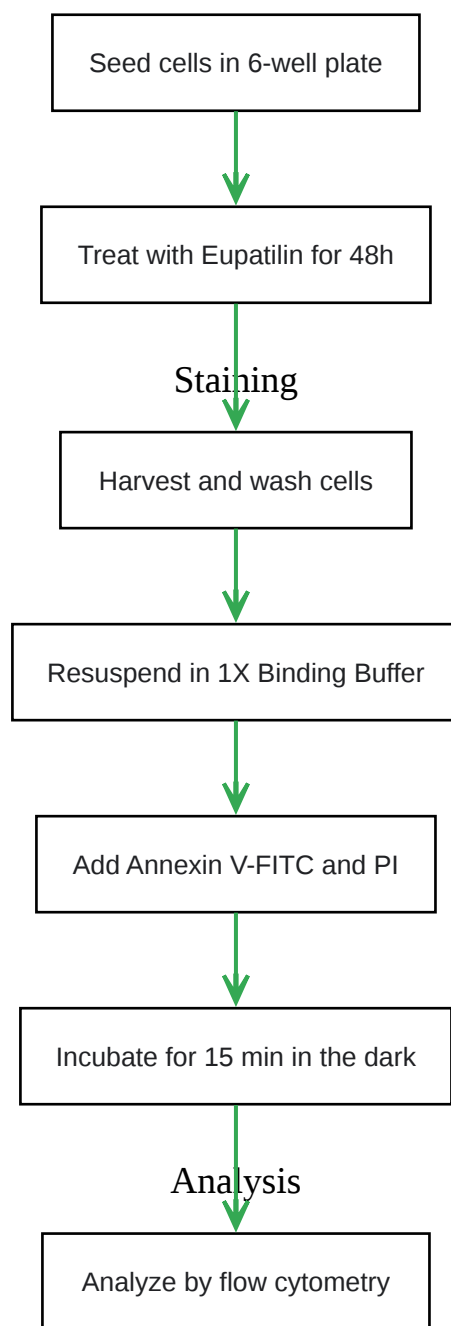 Seed cells in 6-well plate
Treat with Eupatilin for 48h
Staining
Harvest and wash cells
Resuspend in 1X Binding Buffer
Add Annexin V-FITC and PI
Incubate for 15 min in the dark
Analysis
Analyze by flow cytometry